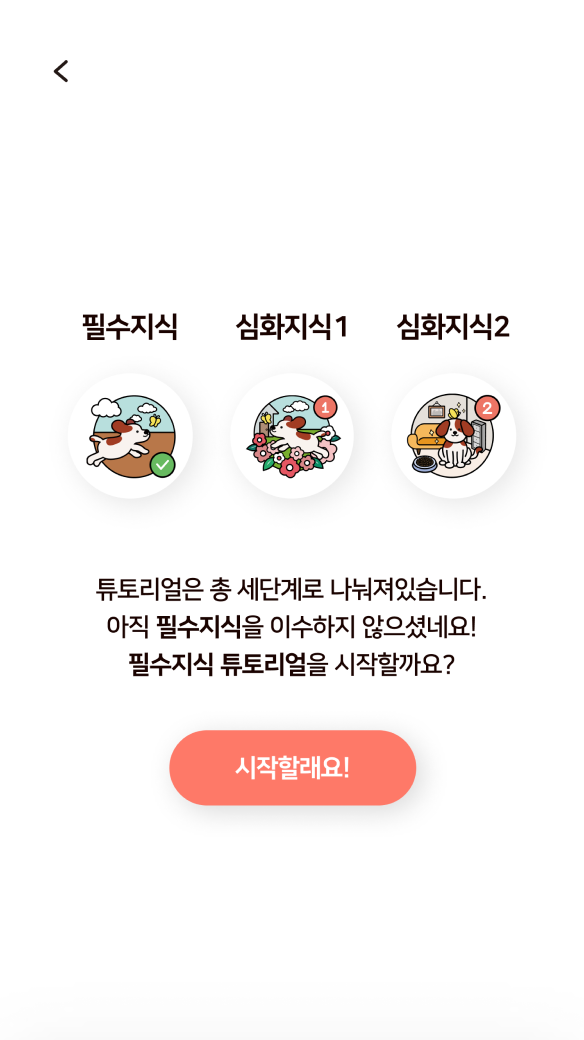 필수지식
심화지식1
심화지식2
1
2
튜토리얼은 총 세단계로 나눠져있습니다.
아직 필수지식을 이수하지 않으셨네요!
필수지식 튜토리얼을 시작할까요?
시작할래요!